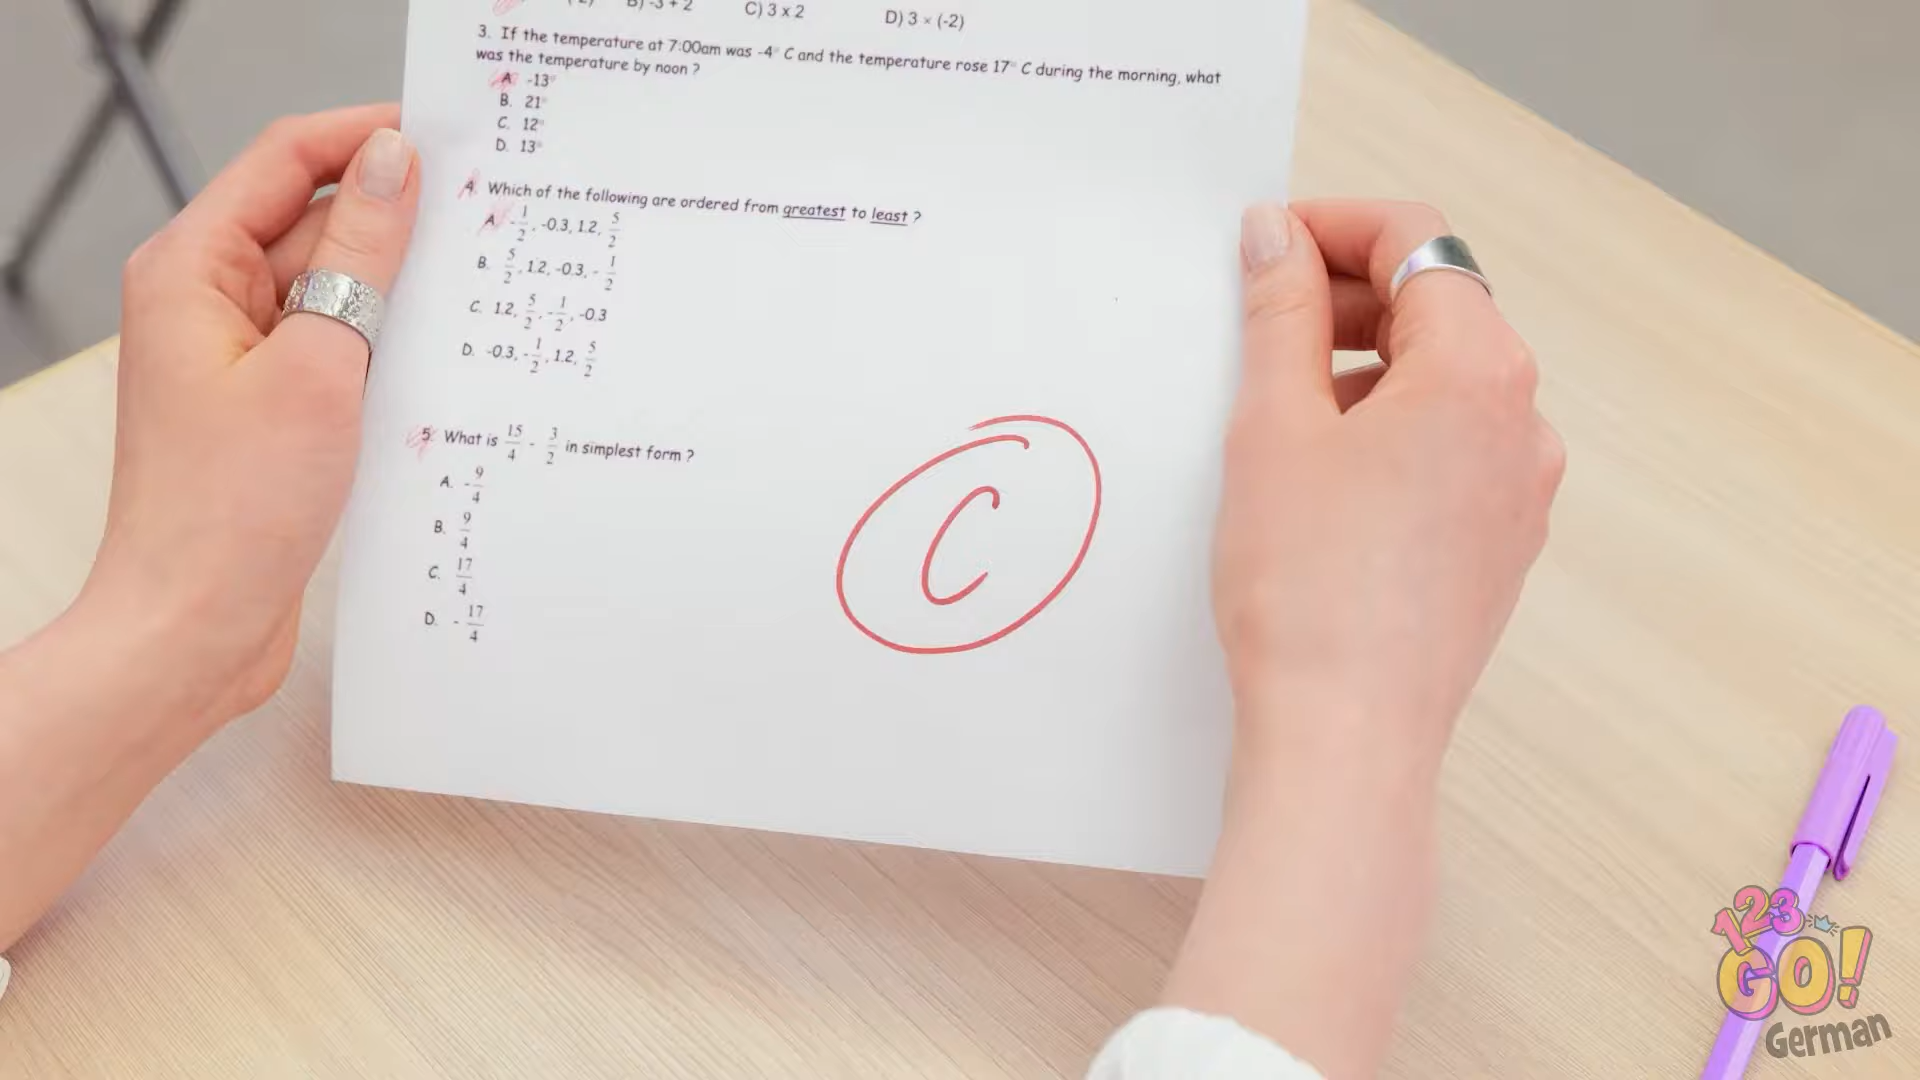 B) -3 + 2 C) 3 x 2 D) 3 × (-2)
3. If the temperature at 7:00am was -4° C and the temperature rose 17° C during the morning, what
was the temperature by noon ?
A. -13°
B. 21°
C. 12°
D. 13°
4. Which of the following are ordered from greatest to least ?
A. -1/2, -0.3, 1.2, 5/2
B. 5/2, 1.2, -0.3, -1/2
C. 1.2, 5/2, -1/2, -0.3
D. -0.3, -1/2, 1.2, 5/2
5. What is 15/4 - 3/2 in simplest form ?
A. -9/4
B. 9/4
C. 17/4
D. -17/4
C
123
GO!
German